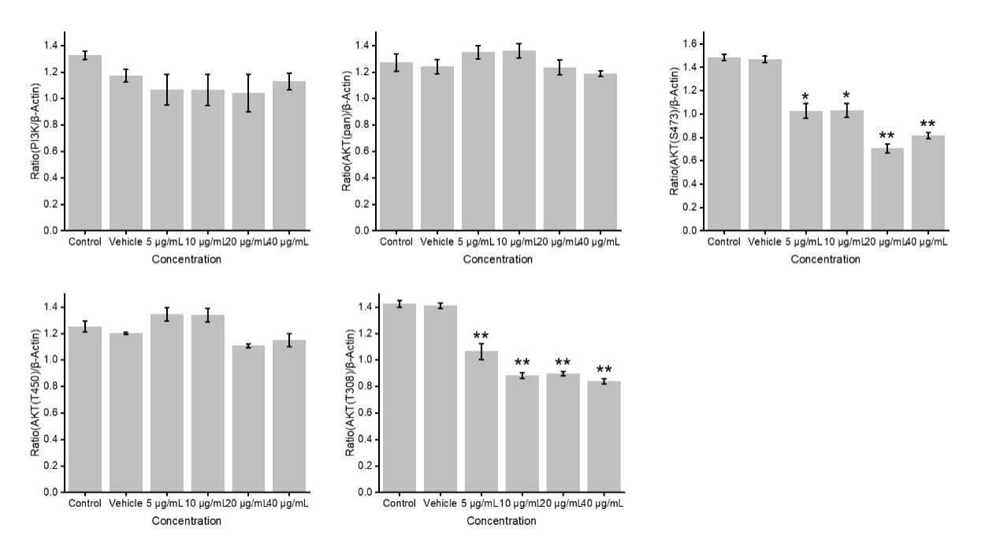 Ratio(PI3K/β-Actin)
1.4
1.2
1.0
0.8
0.6
0.4
0.2
0.0
Control Vehicle 5 μg/mL 10 μg/mL 20 μg/mL 40 μg/mL
Concentration
Ratio(AKT(pan)/β-Actin)
1.4
1.2
1.0
0.8
0.6
0.4
0.2
0.0
Control Vehicle 5 μg/mL 10 μg/mL 20 μg/mL 40 μg/mL
Concentration
Ratio(AKT(S473)/β-Actin)
1.6
1.4
1.2
1.0
0.8
0.6
0.4
0.2
0.0
* * ** **
Control Vehicle 5 μg/mL 10 μg/mL 20 μg/mL 40 μg/mL
Concentration
Ratio(AKT(T450)/β-Actin)
1.4
1.2
1.0
0.8
0.6
0.4
0.2
0.0
Control Vehicle 5 μg/mL 10 μg/mL 20 μg/mL 40 μg/mL
Concentration
Ratio(AKT(T308)/β-Actin)
1.4
1.2
1.0
0.8
0.6
0.4
0.2
0.0
** ** ** **
Control Vehicle 5 μg/mL 10 μg/mL 20 μg/mL 40 μg/mL
Concentration